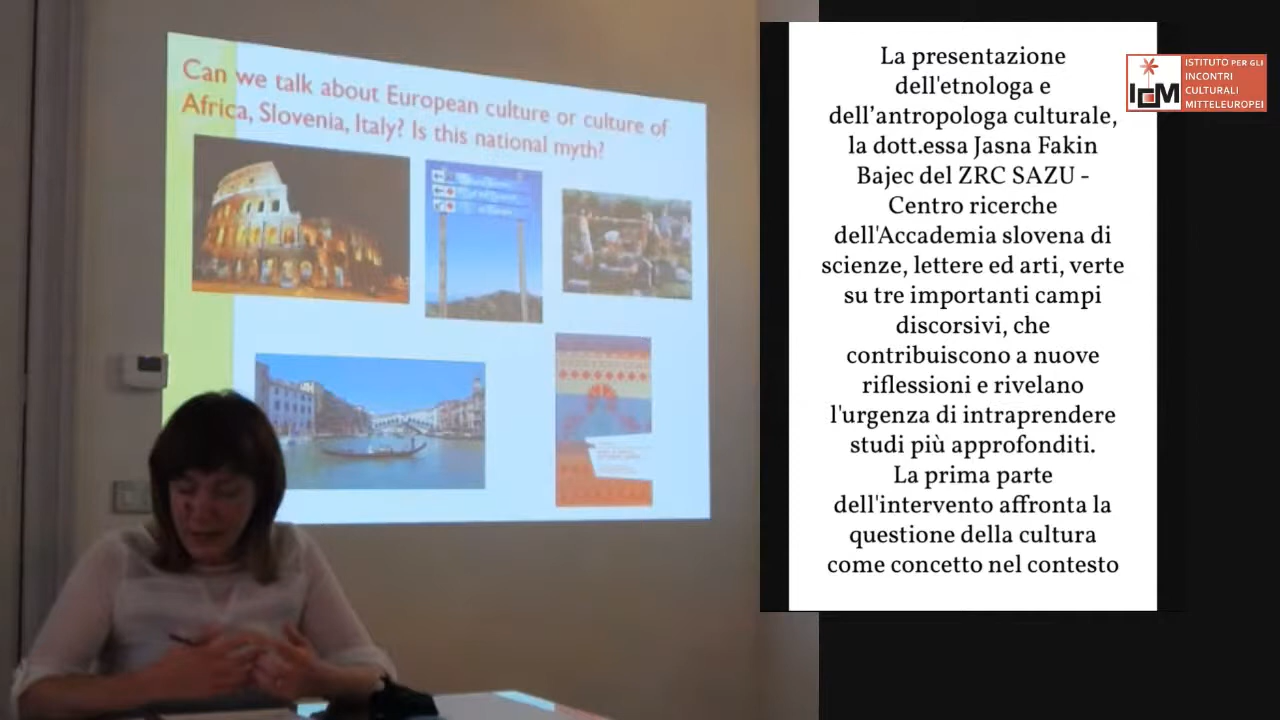 Can we talk about European culture or culture of
Africa, Slovenia, Italy? Is this national myth?
La presentazione
dell'etnologa e
dell’antropologa culturale,
la dott.essa Jasna Fakin
Bajec del ZRC SAZU -
Centro ricerche
dell'Accademia slovena di
scienze, lettere ed arti, verte
su tre importanti campi
discorsivi, che
contribuiscono a nuove
riflessioni e rivelano
l'urgenza di intraprendere
studi più approfonditi.
La prima parte
dell'intervento affronta la
questione della cultura
come concetto nel contesto
ICM
ISTITUTO PER GLI
INCONTRI
CULTURALI
MITTELEUROPEI